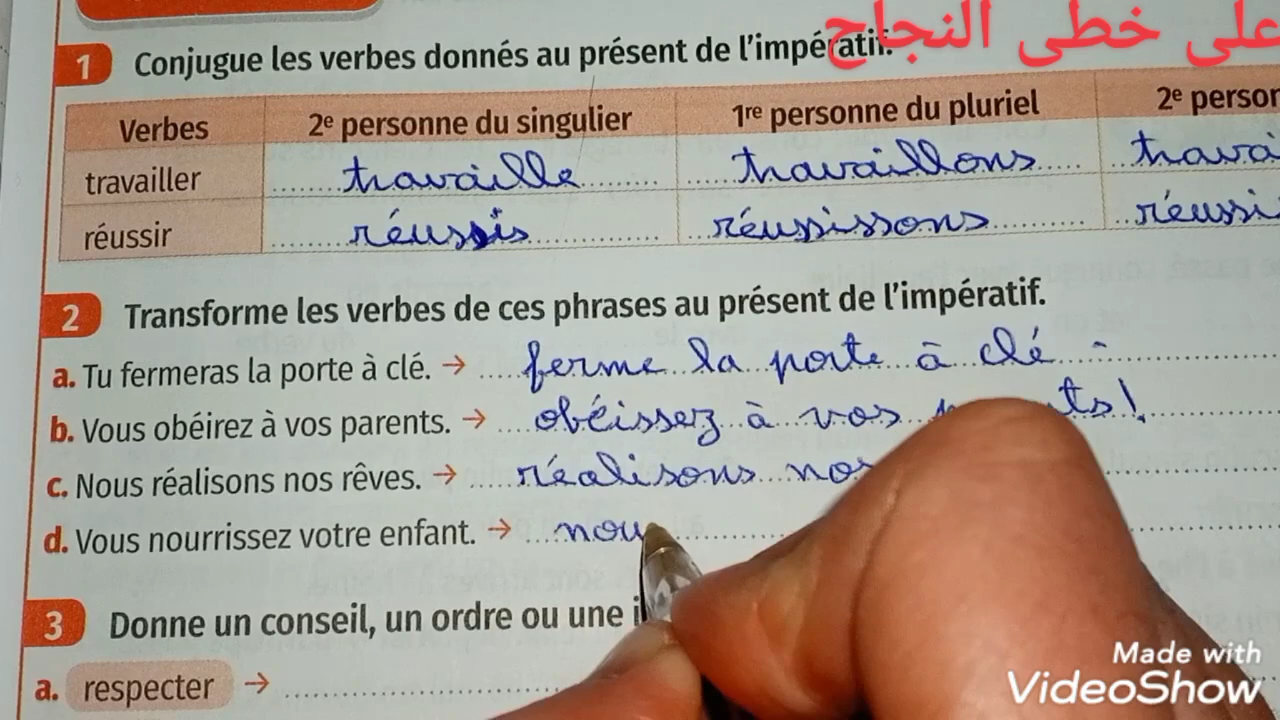 على خطى النجاح
1 Conjugue les verbes donnés au présent de l'impératif.
Verbes 2e personne du singulier 1re personne du pluriel 2e person
travailler travaille travaillons travai
réussir réussis réussissons réussi
2 Transforme les verbes de ces phrases au présent de l'impératif.
a. Tu fermeras la porte à clé. → ferme la porte à clé.
b. Vous obéirez à vos parents. → obéissez à vos ts!
c. Nous réalisons nos rêves. → réalisons nos
d. Vous nourrissez votre enfant. → nou
3 Donne un conseil, un ordre ou une i
a. respecter →
Made with
VideoShow